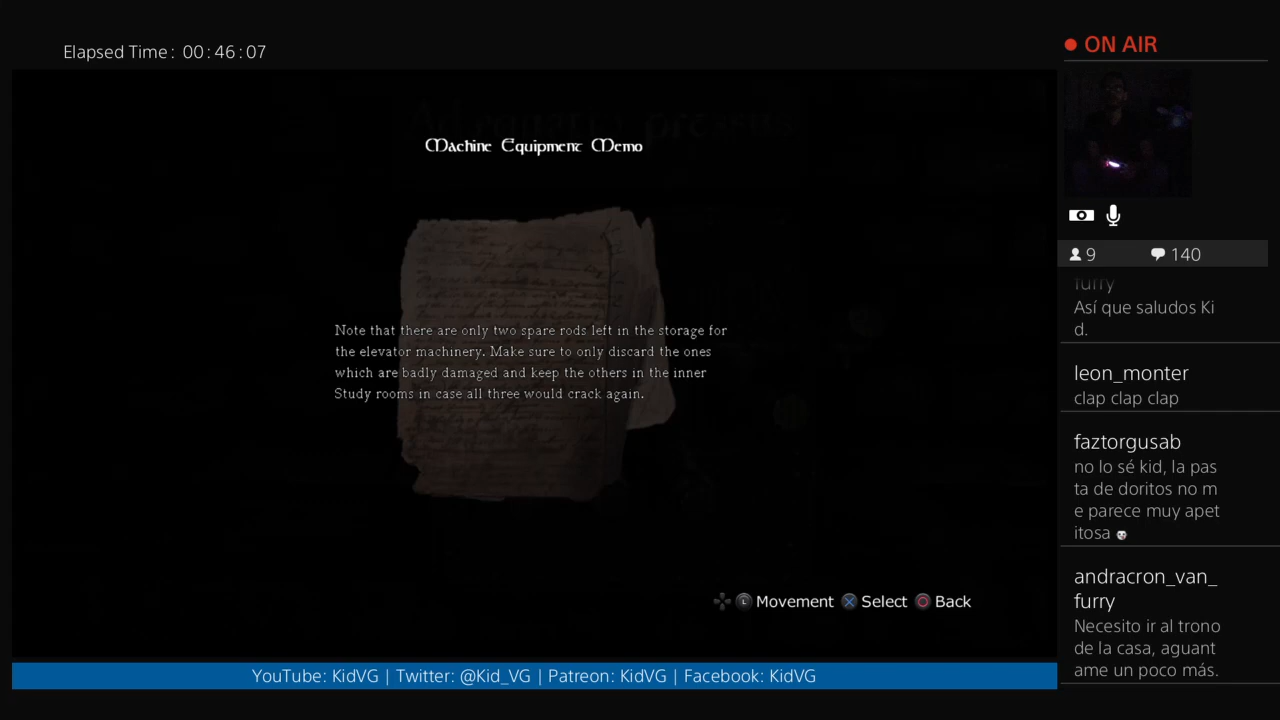 Elapsed Time: 00:46:07
ON AIR
Machine Equipment Memo
Note that there are only two spare rods left in the storage for
the elevator machinery. Make sure to only discard the ones
which are badly damaged and keep the others in the inner
Study rooms in case all three would crack again.
Movement Select Back
YouTube: KidVG | Twitter: @Kid_VG | Patreon: KidVG | Facebook: KidVG
9 140
furry
Así que saludos Ki
d.
leon_monter
clap clap clap
faztorgusab
no lo sé kid, la pas
ta de doritos no m
e parece muy apet
itosa
andracron_van_
furry
Necesito ir al trono
de la casa, aguant
ame un poco más.